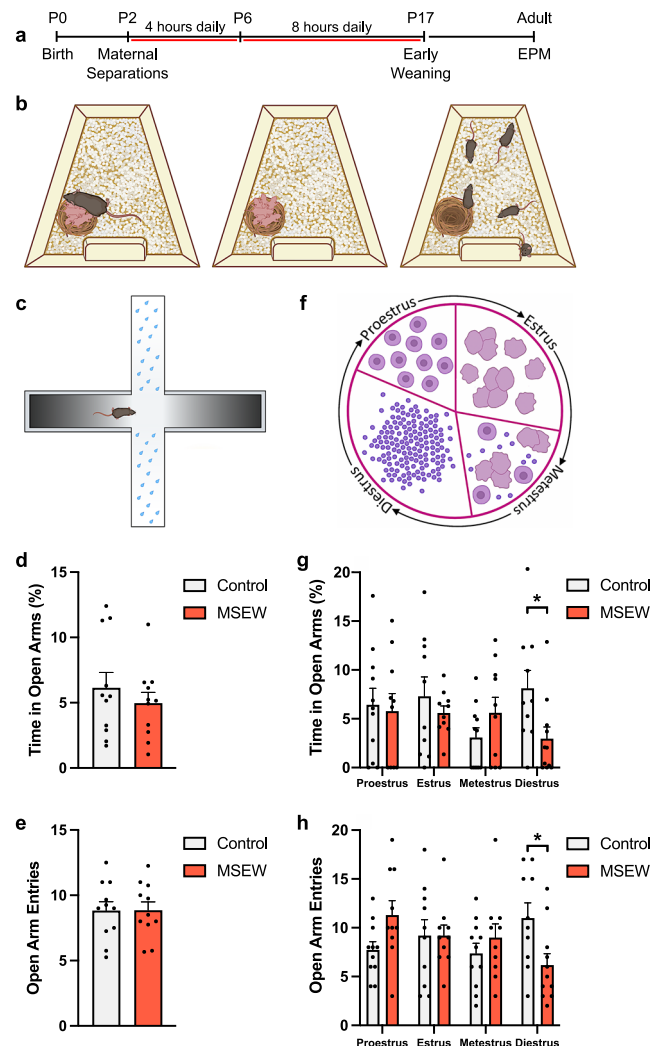 a
P0
P2
4 hours daily
P6
8 hours daily
P17
Adult
Birth
Maternal
Separations
Early
Weaning
EPM
b
c
f
Proestrus
Estrus
Metestrus
Diestrus
d
Time in Open Arms (%)
15
10
5
0
Control
MSEW
g
Time in Open Arms (%)
20
15
10
5
0
*
Control
MSEW
Proestrus
Estrus
Metestrus
Diestrus
e
Open Arm Entries
15
10
5
0
Control
MSEW
h
Open Arm Entries
20
15
10
5
0
*
Control
MSEW
Proestrus
Estrus
Metestrus
Diestrus